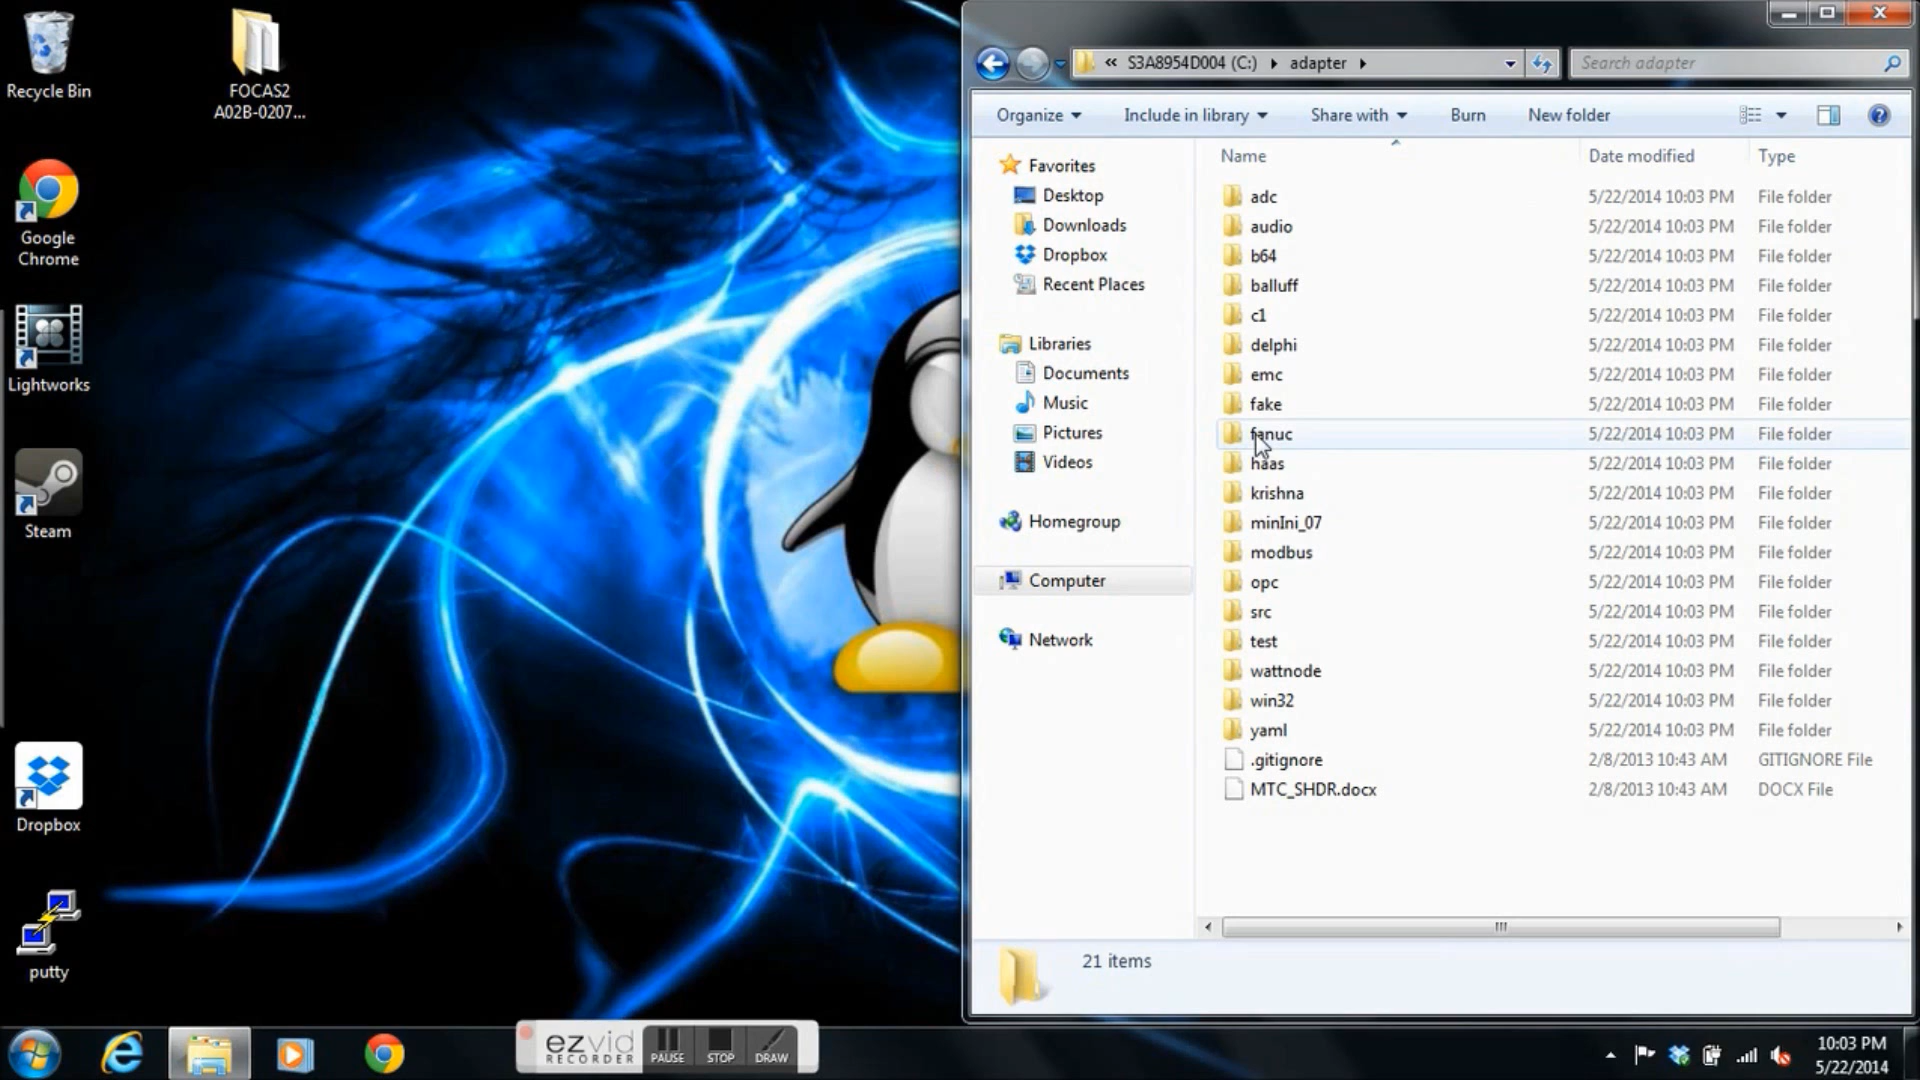 Recycle Bin
FOCAS2
A02B-0207...
Google
Chrome
Lightworks
Steam
Dropbox
putty
« S3A8954D004 (C:) adapter
Search adapter
Organize Include in library Share with Burn New folder
Name Date modified Type
Favorites
Desktop
Downloads
Dropbox
Recent Places
Libraries
Documents
Music
Pictures
Videos
Homegroup
Computer
Network
adc 5/22/2014 10:03 PM File folder
audio 5/22/2014 10:03 PM File folder
b64 5/22/2014 10:03 PM File folder
balluff 5/22/2014 10:03 PM File folder
c1 5/22/2014 10:03 PM File folder
delphi 5/22/2014 10:03 PM File folder
emc 5/22/2014 10:03 PM File folder
fake 5/22/2014 10:03 PM File folder
fanuc 5/22/2014 10:03 PM File folder
haas 5/22/2014 10:03 PM File folder
krishna 5/22/2014 10:03 PM File folder
minIni_07 5/22/2014 10:03 PM File folder
modbus 5/22/2014 10:03 PM File folder
opc 5/22/2014 10:03 PM File folder
src 5/22/2014 10:03 PM File folder
test 5/22/2014 10:03 PM File folder
wattnode 5/22/2014 10:03 PM File folder
win32 5/22/2014 10:03 PM File folder
yaml 5/22/2014 10:03 PM File folder
.gitignore 2/8/2013 10:43 AM GITIGNORE File
MTC_SHDR.docx 2/8/2013 10:43 AM DOCX File
21 items
ezvid
RECORDER
PAUSE STOP DRAW
10:03 PM
5/22/2014